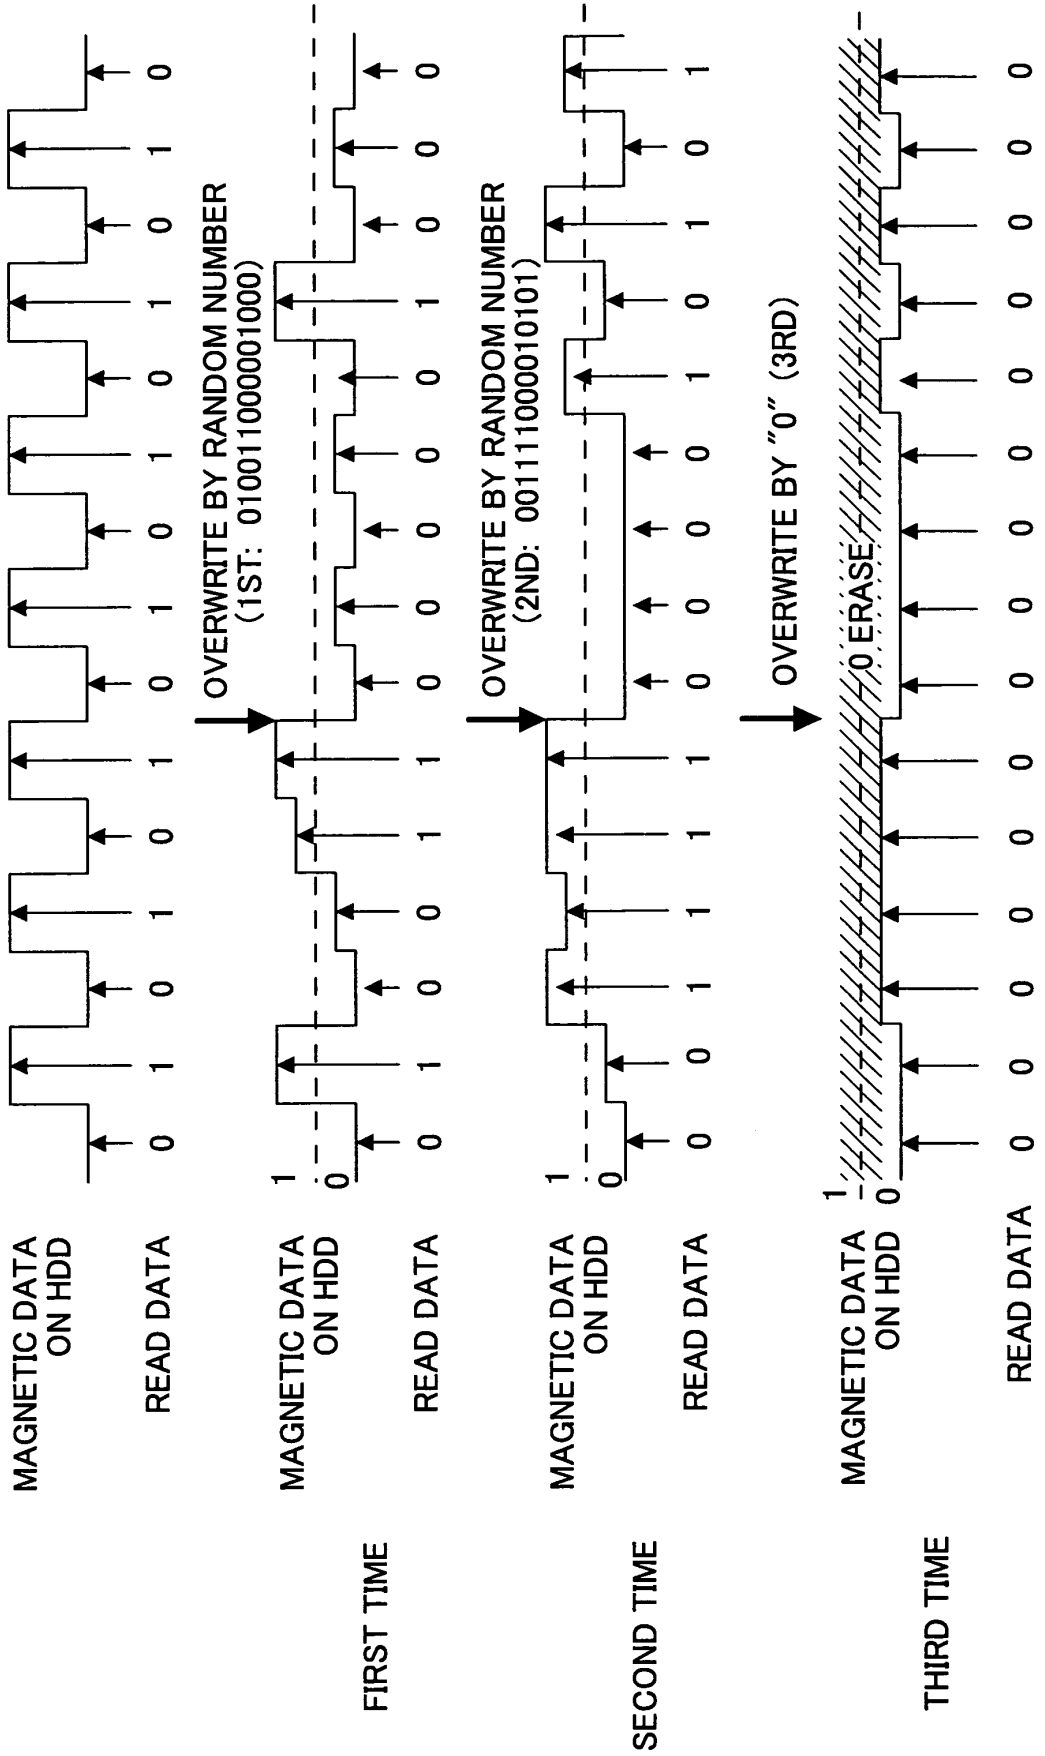 MAGNETIC DATA
ON HDD
READ DATA 0 1 0 1 0 1 0 1 0 1 0 1 0 1 0
OVERWRITE BY RANDOM NUMBER
(1ST: 010011000001000)
FIRST TIME
MAGNETIC DATA
ON HDD
1
0
READ DATA 0 1 0 0 1 1 0 0 0 0 0 1 0 0 0
OVERWRITE BY RANDOM NUMBER
(2ND: 001111000010101)
SECOND TIME
MAGNETIC DATA
ON HDD
1
0
READ DATA 0 0 1 1 1 1 0 0 0 0 1 0 1 0 1
OVERWRITE BY "0" (3RD)
THIRD TIME
MAGNETIC DATA
ON HDD
1
0
0 ERASE
READ DATA 0 0 0 0 0 0 0 0 0 0 0 0 0 0 0